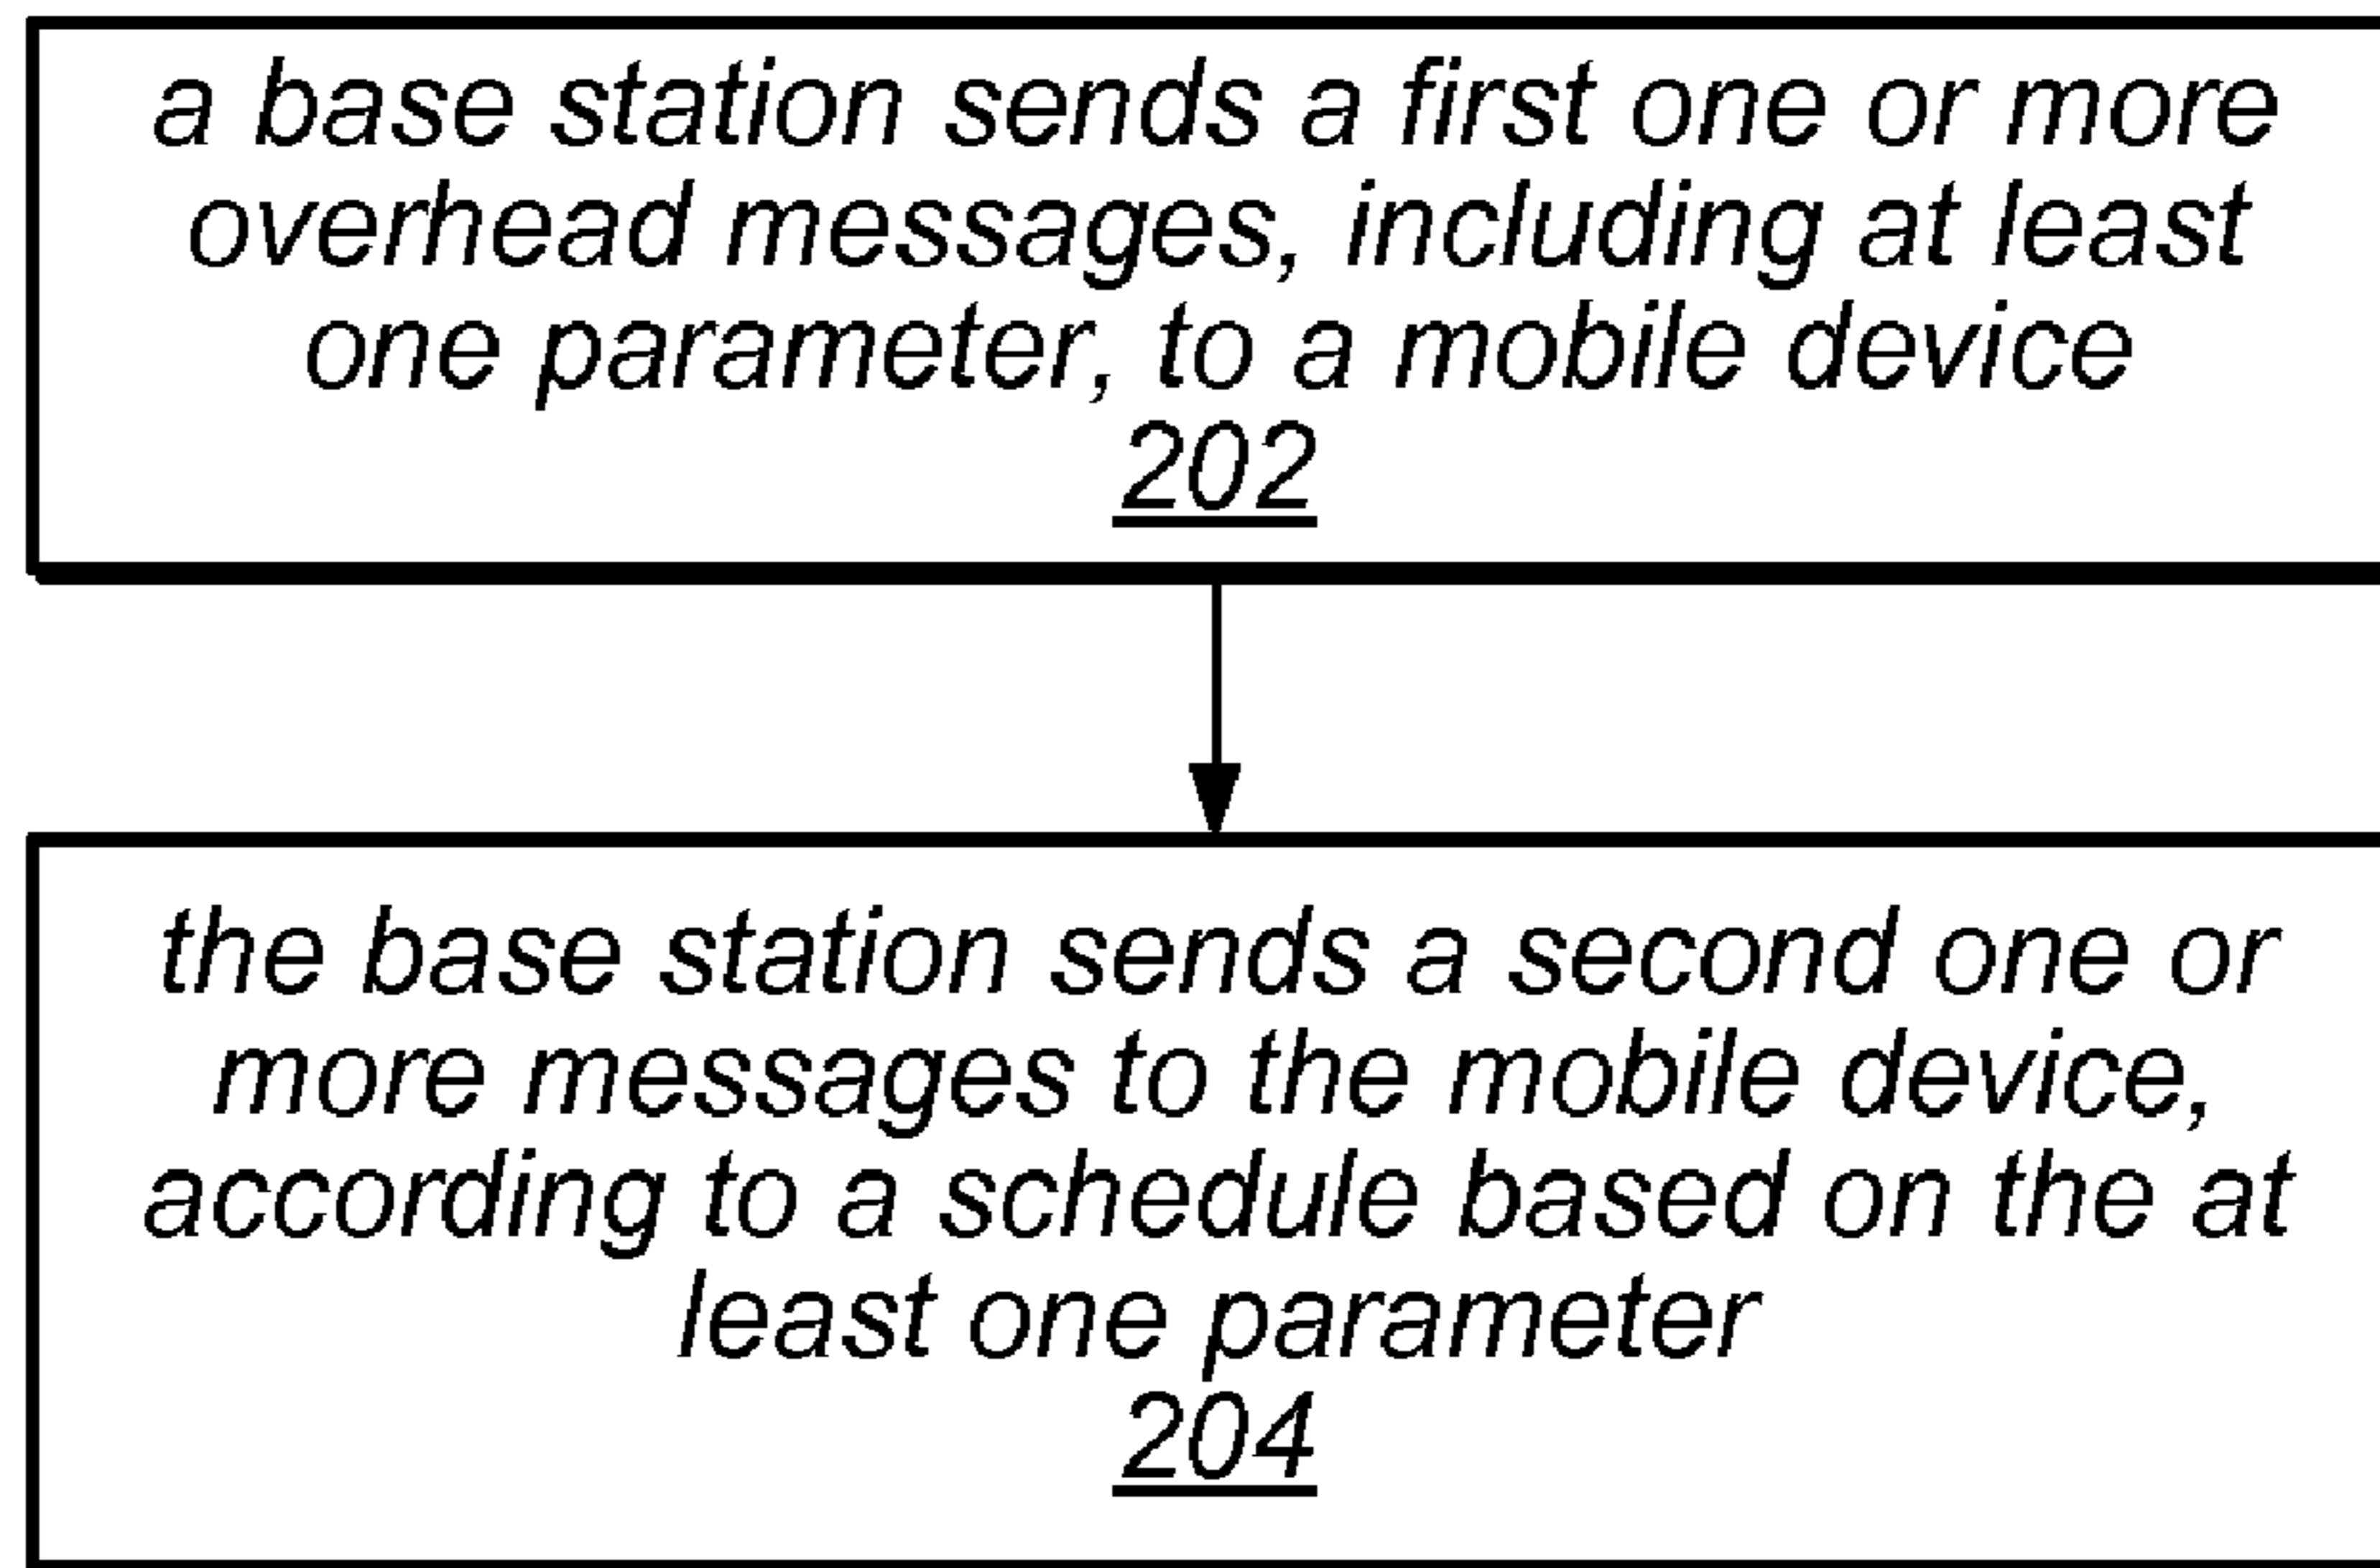 a base station sends a first one or more
overhead messages, including at least
one parameter, to a mobile device
202
the base station sends a second one or
more messages to the mobile device,
according to a schedule based on the at
least one parameter
204